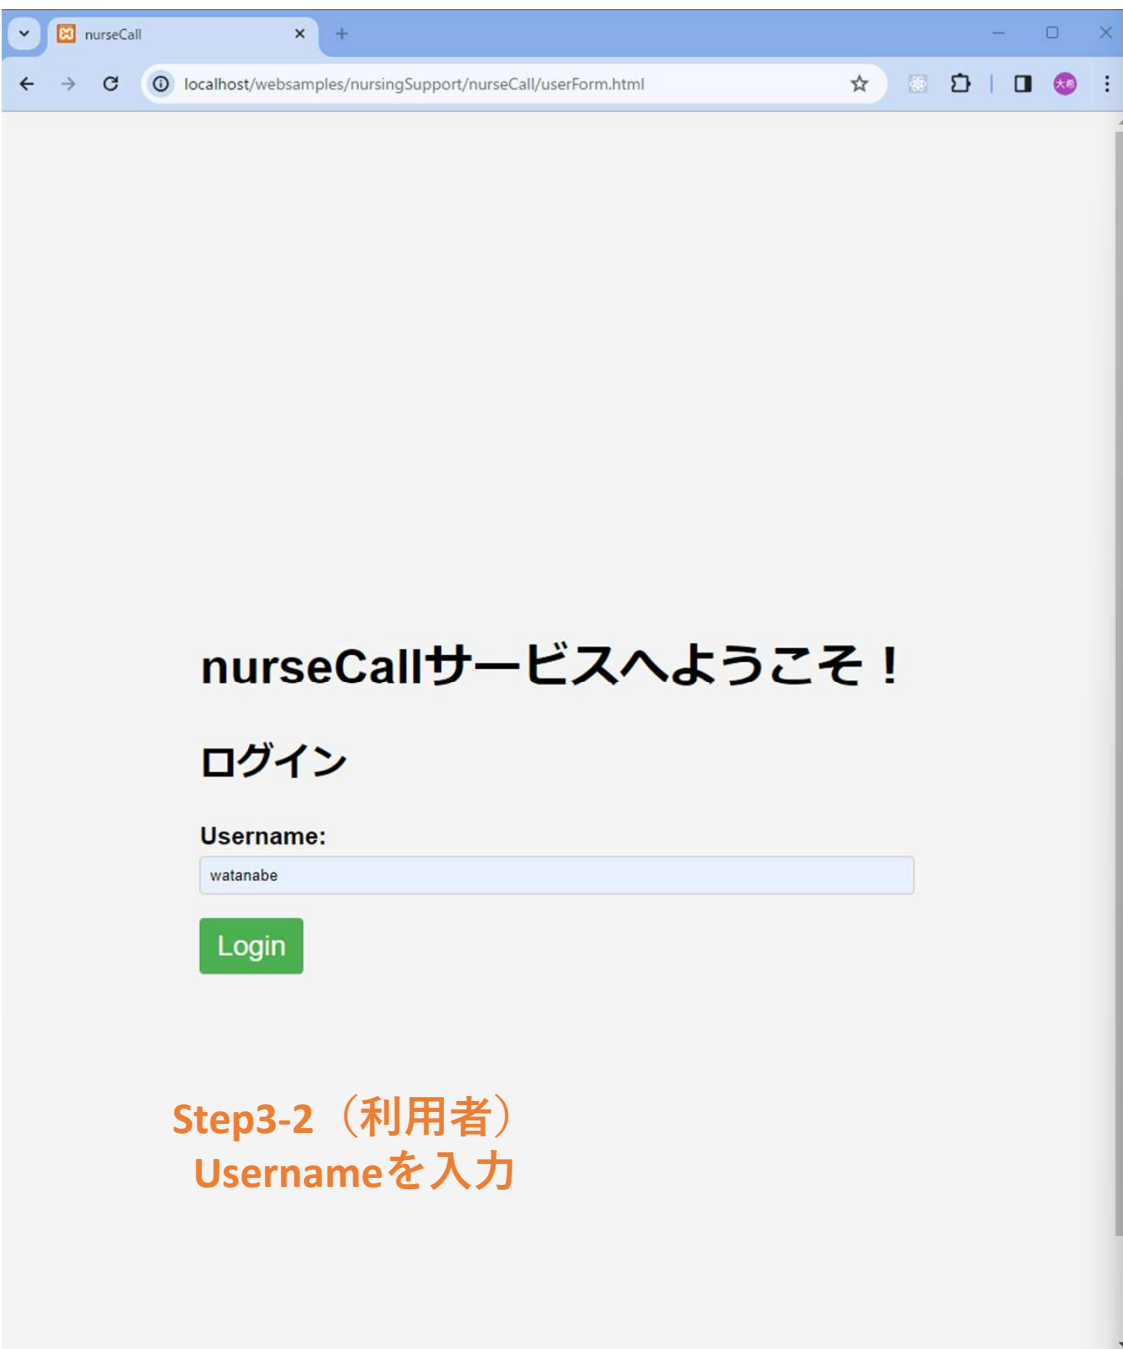 nurseCall
localhost/websamples/nursingSupport/nurseCall/userForm.html
大希
nurseCallサービスへようこそ！
ログイン
Username:
watanabe
Login
Step3-2（利用者）
Usernameを入力